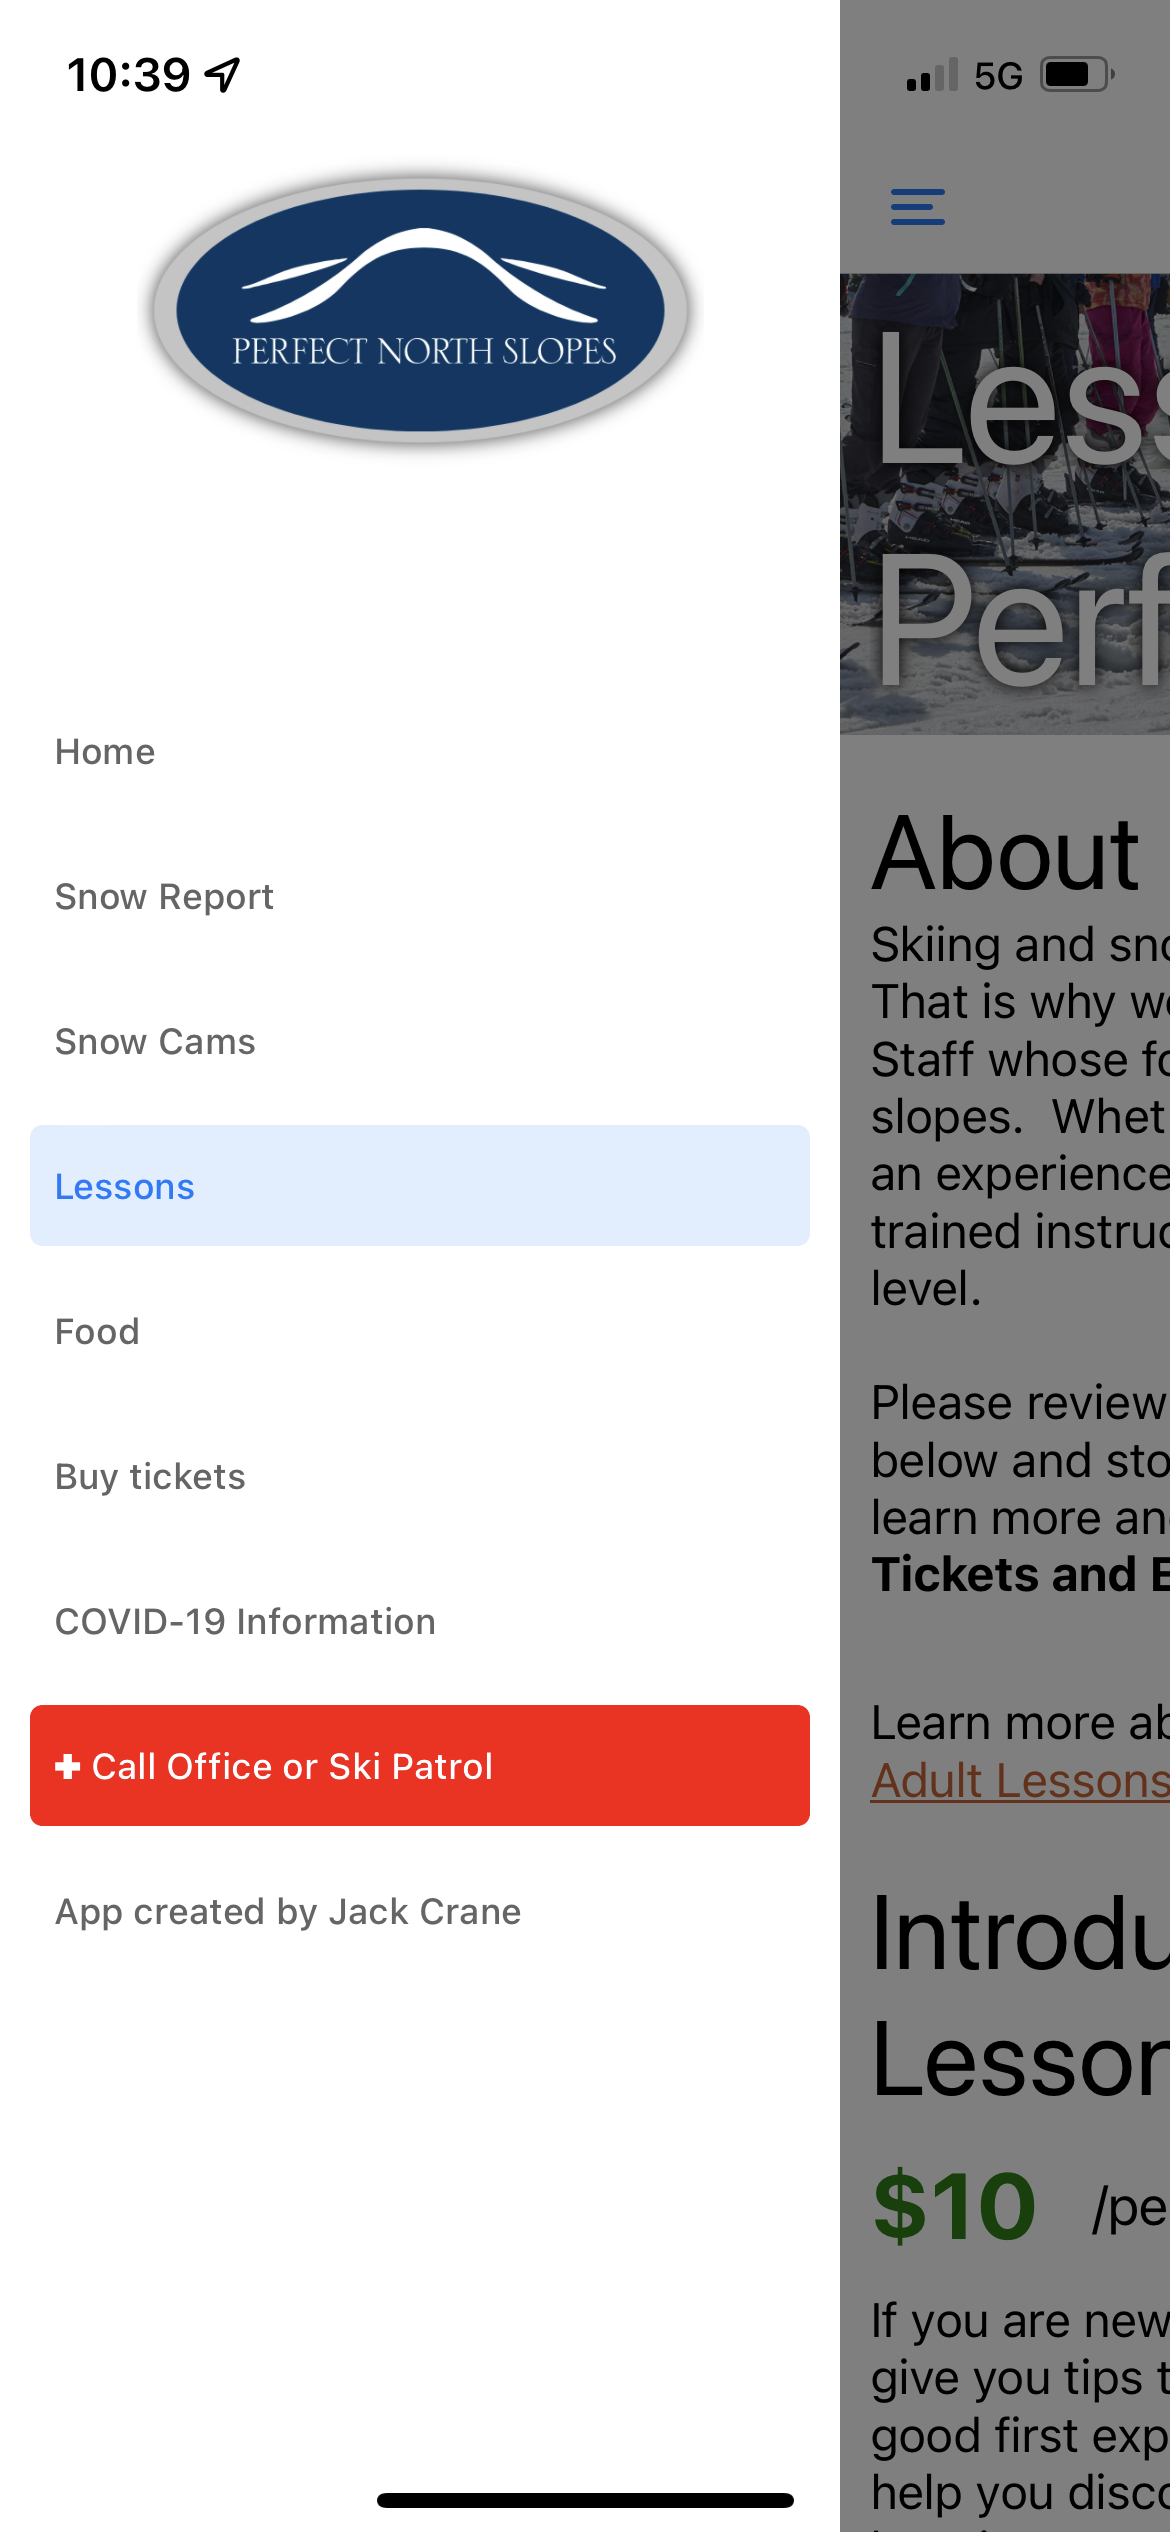 10:39
5G
PERFECT NORTH SLOPES
Home
Snow Report
Snow Cams
Lessons
Food
Buy tickets
COVID-19 Information
Call Office or Ski Patrol
App created by Jack Crane
Less
Perf
About
Skiing and sno
That is why we
Staff whose fo
slopes. Whet
an experience
trained instruc
level.
Please review
below and sto
learn more an
Tickets and E
Learn more ab
Adult Lessons
Introdu
Lesson
$10 /pe
If you are new
give you tips t
good first exp
help you disco